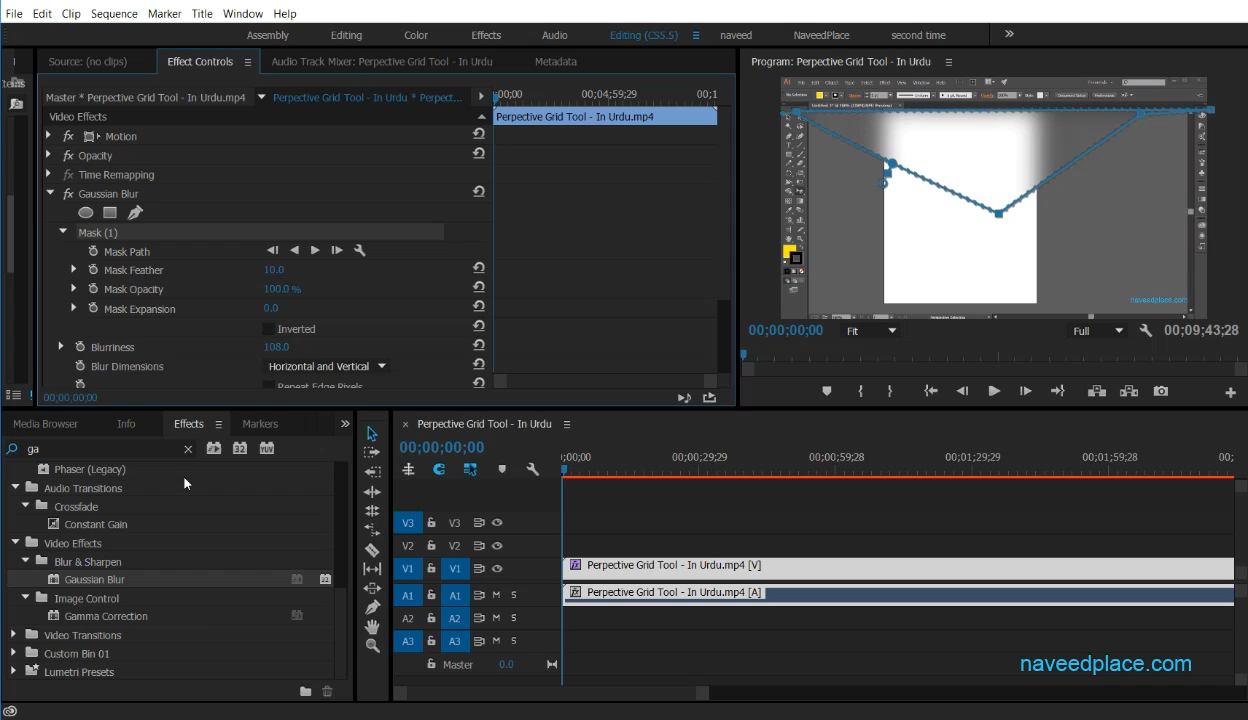 File Edit Clip Sequence Marker Title Window Help
Assembly Editing Color Effects Audio Editing (CS5.5) naveed NaveedPlace second time
Source: (no clips) Effect Controls Audio Track Mixer: Perpective Grid Tool - In Urdu Metadata
Program: Perpective Grid Tool - In Urdu
Master * Perpective Grid Tool - In Urdu.mp4 Perpective Grid Tool - In Urdu * Perpect...
;00;00 00;04;59;29 00;1
Video Effects
Perpective Grid Tool - In Urdu.mp4
fx Motion
fx Opacity
fx Time Remapping
fx Gaussian Blur
Mask (1)
Mask Path
Mask Feather 10.0
Mask Opacity 100.0 %
Mask Expansion 0.0
Inverted
Blurriness 108.0
Blur Dimensions Horizontal and Vertical
Repeat Edge Pixels
00;00;00;00
naveedplace.com
00;00;00;00 Fit Full 00;09;43;28
Media Browser Info Effects Markers
ga
32 YUV
Phaser (Legacy)
Audio Transitions
Crossfade
Constant Gain
Video Effects
Blur & Sharpen
Gaussian Blur
Image Control
Gamma Correction
Video Transitions
Custom Bin 01
Lumetri Presets
× Perpective Grid Tool - In Urdu
00;00;00;00
;00;00 00;00;29;29 00;00;59;28 00;01;29;29 00;01;59;28 00;
V3 V3
V2 V2
V1 V1 Perpective Grid Tool - In Urdu.mp4 [V]
A1 A1 M S Perpective Grid Tool - In Urdu.mp4 [A]
A2 A2 M S
A3 A3 M S
Master 0.0
naveedplace.com